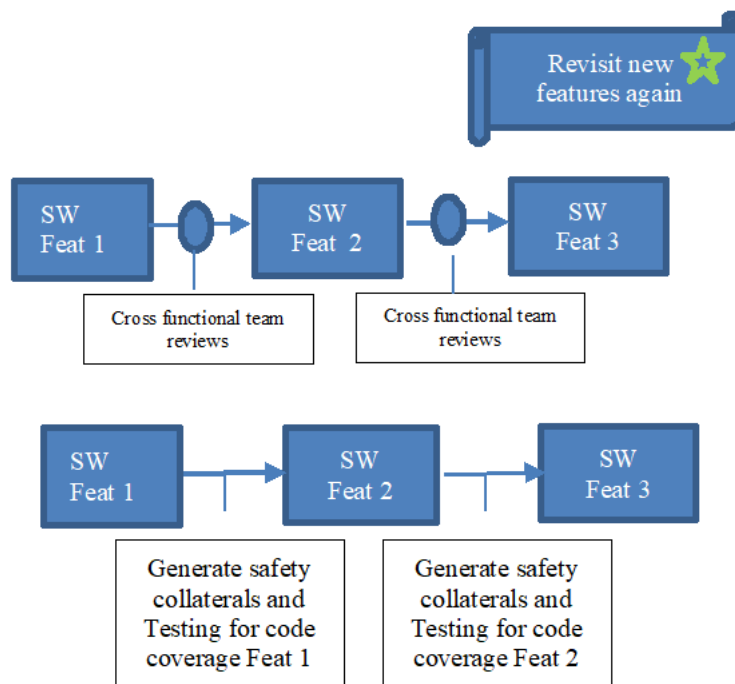 Revisit new
features again
SW
Feat 1
SW
Feat 2
SW
Feat 3
Cross functional team
reviews
Cross functional team
reviews
SW
Feat 1
SW
Feat 2
SW
Feat 3
Generate safety
collaterals and
Testing for code
coverage Feat 1
Generate safety
collaterals and
Testing for code
coverage Feat 2